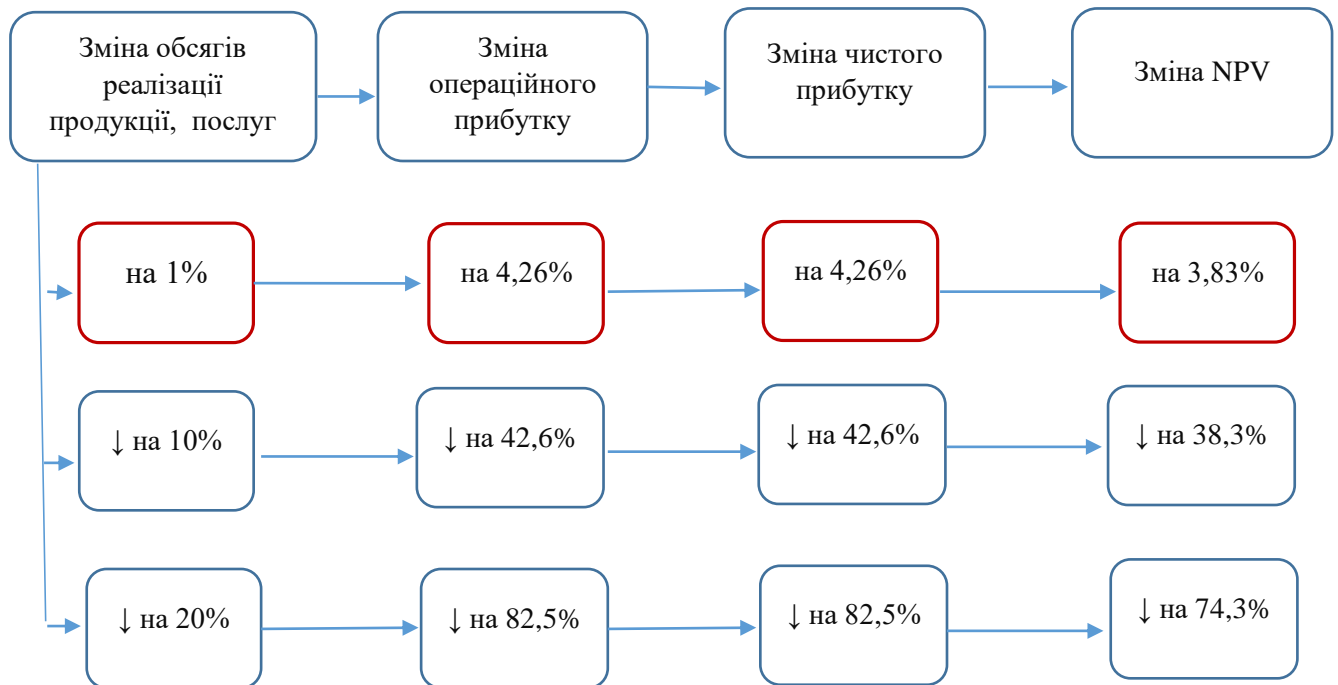 Зміна обсягів
реалізації
продукції, послуг
Зміна
операційного
прибутку
Зміна чистого
прибутку
Зміна NPV
на 1%
на 4,26%
на 4,26%
на 3,83%
↓ на 10%
↓ на 42,6%
↓ на 42,6%
↓ на 38,3%
↓ на 20%
↓ на 82,5%
↓ на 82,5%
↓ на 74,3%